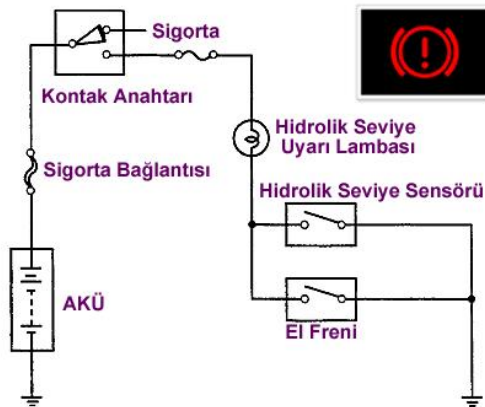 Sigorta
Kontak Anahtarı
Hidrolik Seviye
Uyarı Lambası
Sigorta Bağlantısı
Hidrolik Seviye Sensörü
AKÜ
El Freni